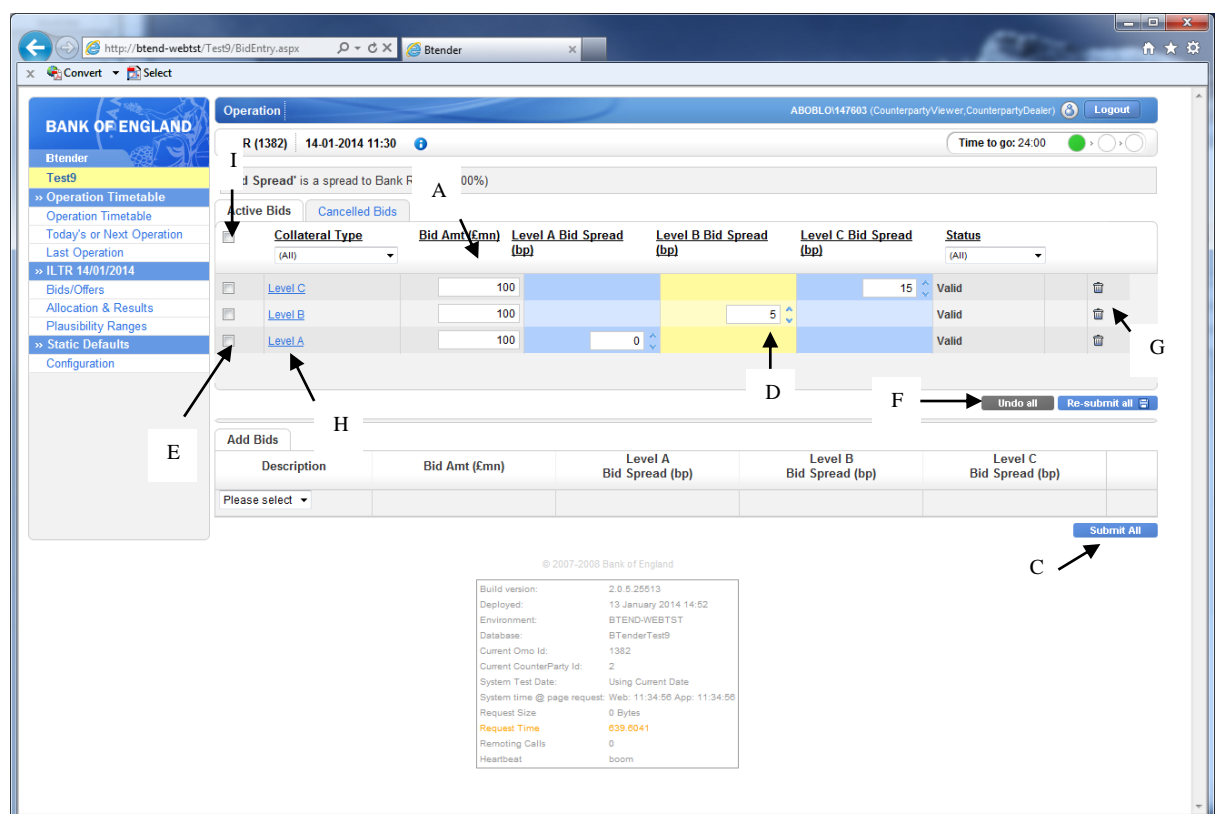 http://btend-webtst/Test9/BidEntry.aspx
Btender
Convert Select
BANK OF ENGLAND
Btender
Test9
» Operation Timetable
Operation Timetable
Today's or Next Operation
Last Operation
» ILTR 14/01/2014
Bids/Offers
Allocation & Results
Plausibility Ranges
» Static Defaults
Configuration
Operation
ABOBLO\147603 (CounterpartyViewer,CounterpartyDealer) Logout
R (1382) 14-01-2014 11:30
Time to go: 24:00
I
d Spread' is a spread to Bank R 00%)
A
Active Bids Cancelled Bids
Collateral Type Bid Amt (£mn) Level A Bid Spread (bp) Level B Bid Spread (bp) Level C Bid Spread (bp) Status
(All) (All)
Level C 100 15 Valid
Level B 100 5 Valid
Level A 100 0 Valid
G
D
F
H
E
Undo all Re-submit all
Add Bids
Description Bid Amt (£mn) Level A Bid Spread (bp) Level B Bid Spread (bp) Level C Bid Spread (bp)
Please select
Submit All
C
© 2007-2008 Bank of England
Build version: 2.0.5.25513
Deployed: 13 January 2014 14:52
Environment: BTEND-WEBTST
Database: BTenderTest9
Current Omo Id: 1382
Current CounterParty Id: 2
System Test Date: Using Current Date
System time @ page request: Web: 11:34:56 App: 11:34:56
Request Size 0 Bytes
Request Time 639.6041
Remoting Calls 0
Heartbeat boom